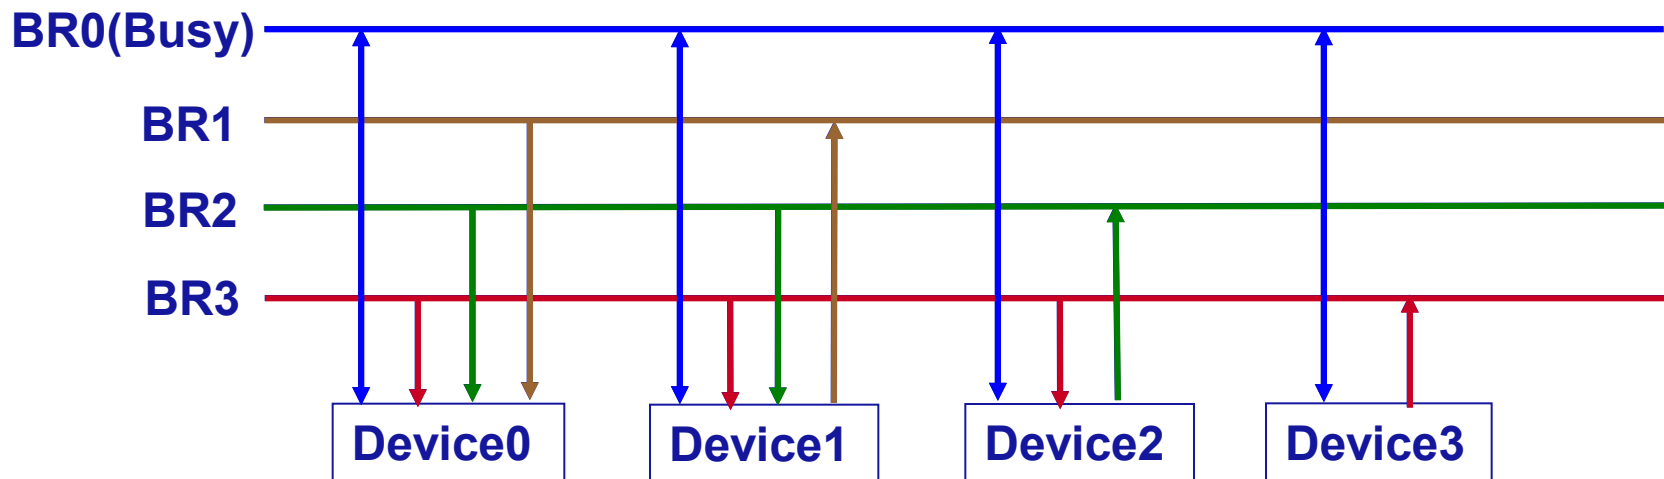 BR0(Busy)
BR1
BR2
BR3
Device0
Device1
Device2
Device3